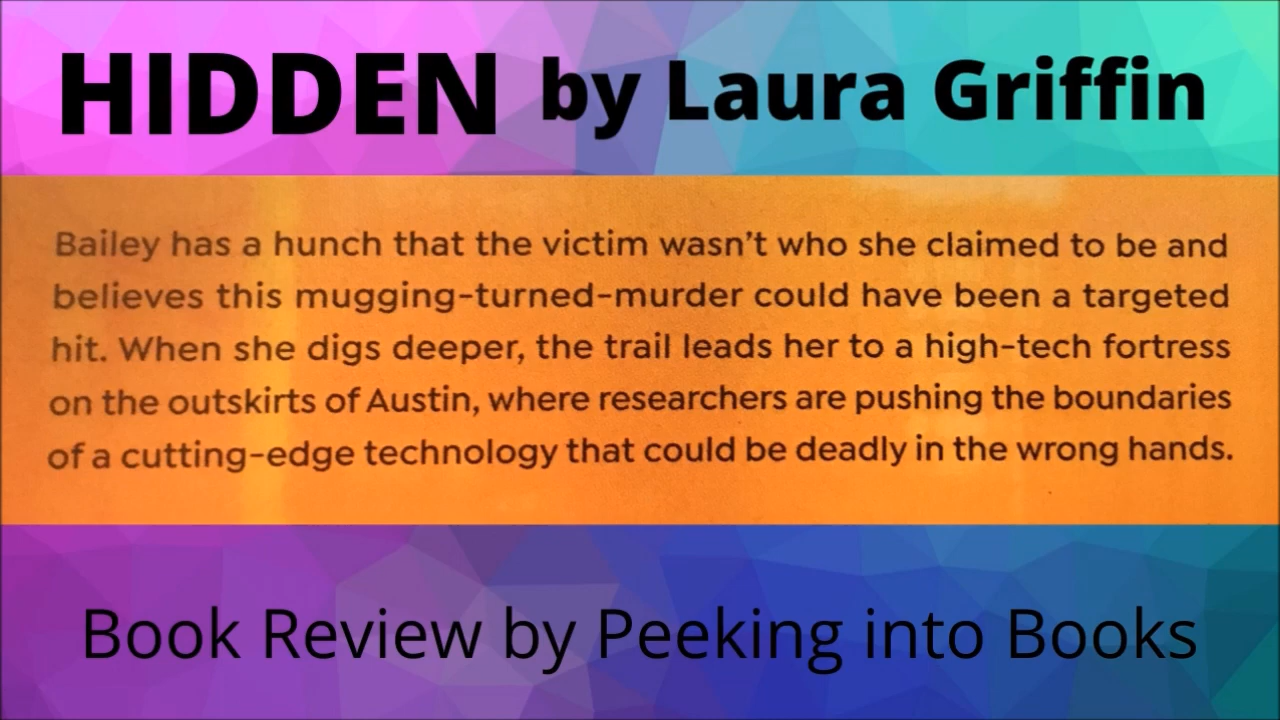 HIDDEN by Laura Griffin
Bailey has a hunch that the victim wasn't who she claimed to be and
believes this mugging-turned-murder could have been a targeted
hit. When she digs deeper, the trail leads her to a high-tech fortress
on the outskirts of Austin, where researchers are pushing the boundaries
of a cutting-edge technology that could be deadly in the wrong hands.
Book Review by Peeking into Books